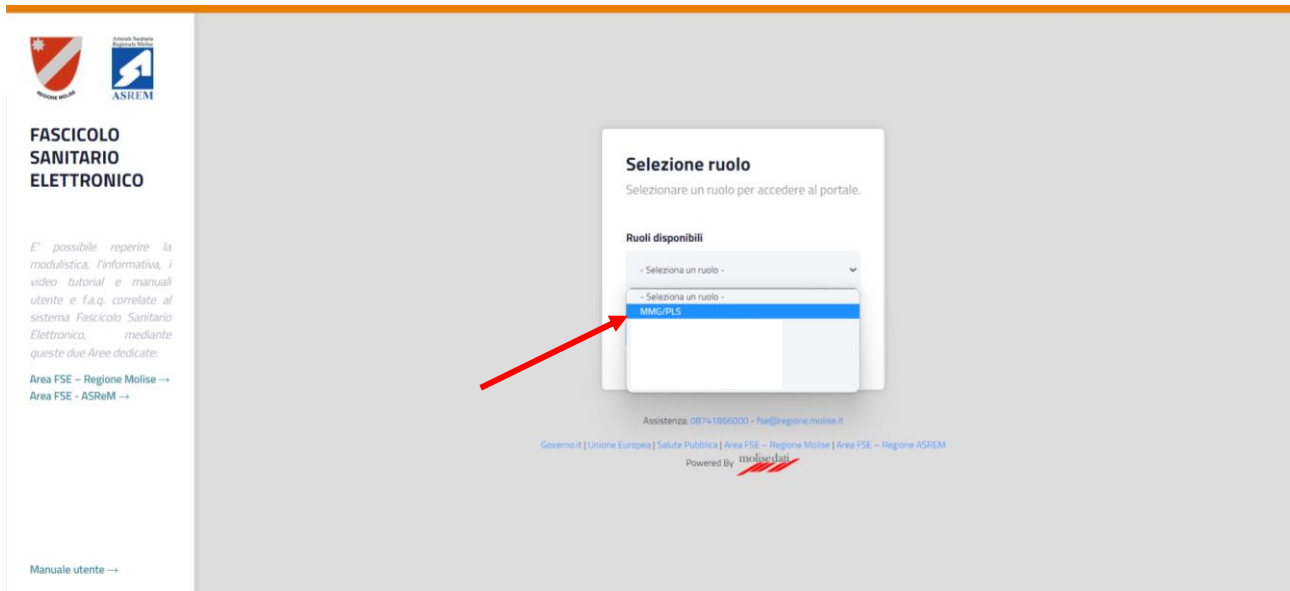 Azienda Sanitaria
Regionale Molise
REGIONE MOLISE
ASREM
FASCICOLO
SANITARIO
ELETTRONICO
E' possibile reperire la
modulistica, l'informativa, i
video tutorial e manuali
utente e f.a.q. correlate al
sistema Fascicolo Sanitario
Elettronico, mediante
queste due Aree dedicate:
Area FSE – Regione Molise →
Area FSE - ASReM →
Manuale utente →
Selezione ruolo
Selezionare un ruolo per accedere al portale.
Ruoli disponibili
- Seleziona un ruolo -
- Seleziona un ruolo -
MMG/PLS
Assistenza: 08741866000 - fse@regione.molise.it
Governo.it | Unione Europea | Salute Pubblica | Area FSE – Regione Molise | Area FSE – Regione ASREM
Powered By molisedati